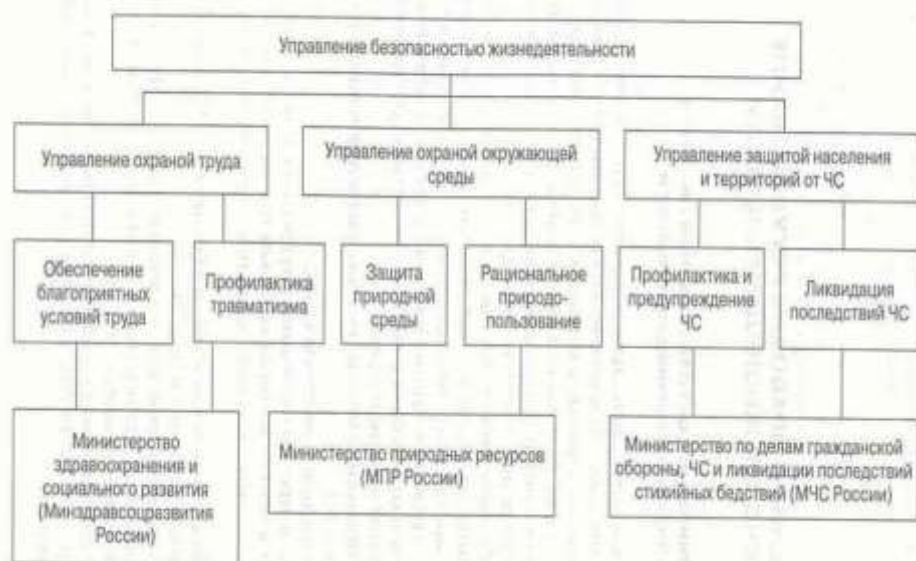 Управление безопасностью жизнедеятельности
Управление охраной труда
Управление охраной окружающей
среды
Управление защитой населения
и территорий от ЧС
Обеспечение
благоприятных
условий труда
Профилактика
травматизма
Защита
природной
среды
Рациональное
природо-
пользование
Профилактика и
предупреждение
ЧС
Ликвидация
последствий ЧС
Министерство
здравоохранения и
социального развития
(Минздравсоцразвития
России)
Министерство природных ресурсов
(МПР России)
Министерство по делам гражданской
обороны, ЧС и ликвидации последствий
стихийных бедствий (МЧС России)